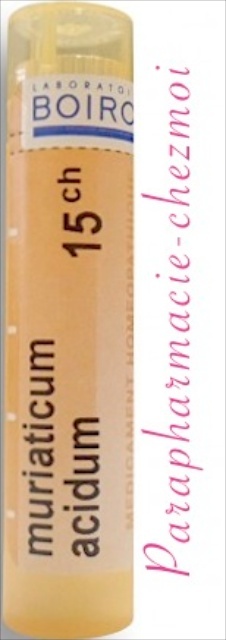 LABORATOI
BOIRO
muriaticum
acidum
15 ch
MEDICAMENT HOMEOPATHIQUE
Parapharmacie-chezmoi